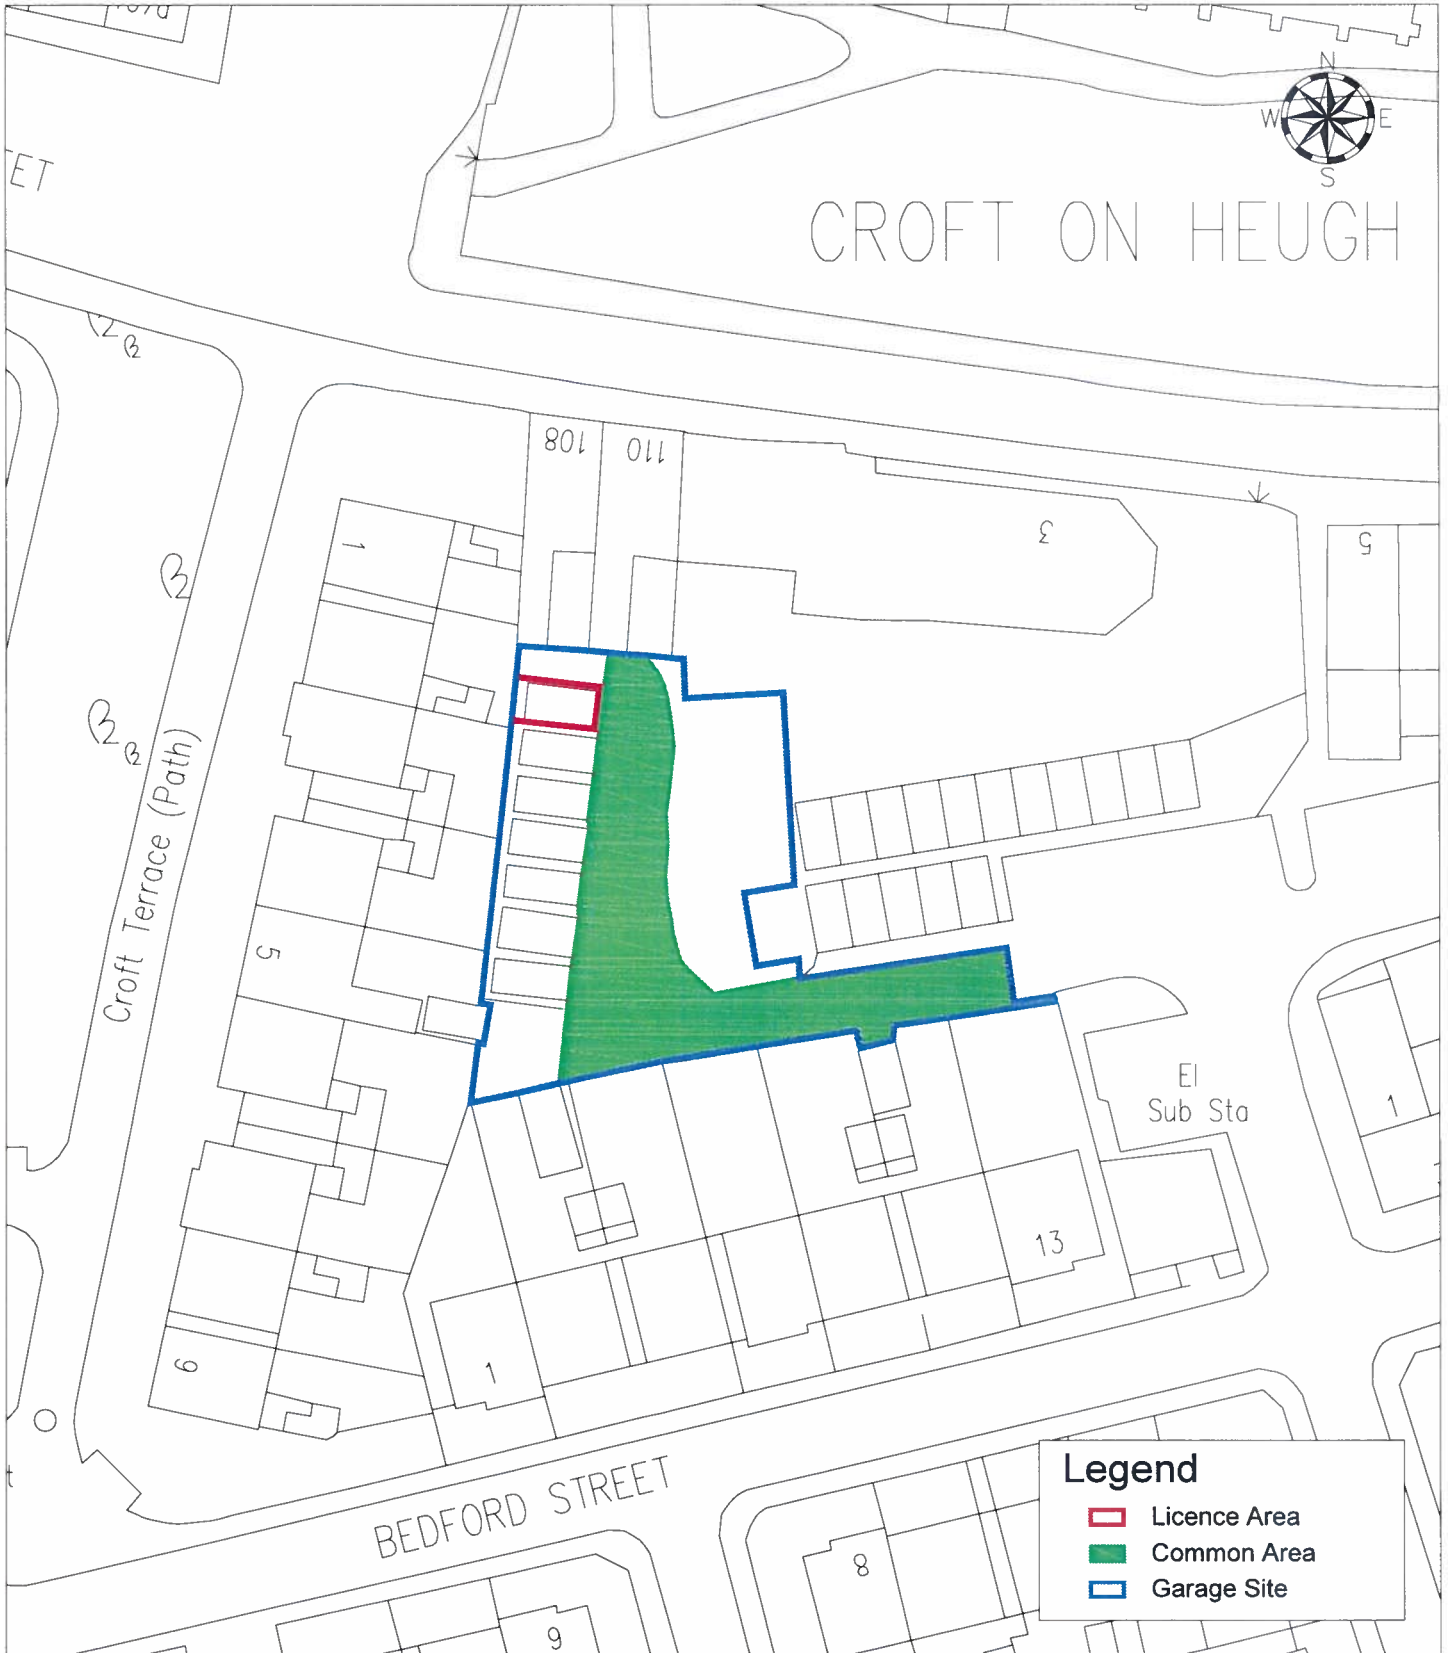 N
W E
S
CROFT ON HEUGH
108
110
3
5
1
Croft Terrace (Path)
5
El
Sub Sta
1
13
9
1
BEDFORD STREET
8
9
Legend
Licence Area
Common Area
Garage Site